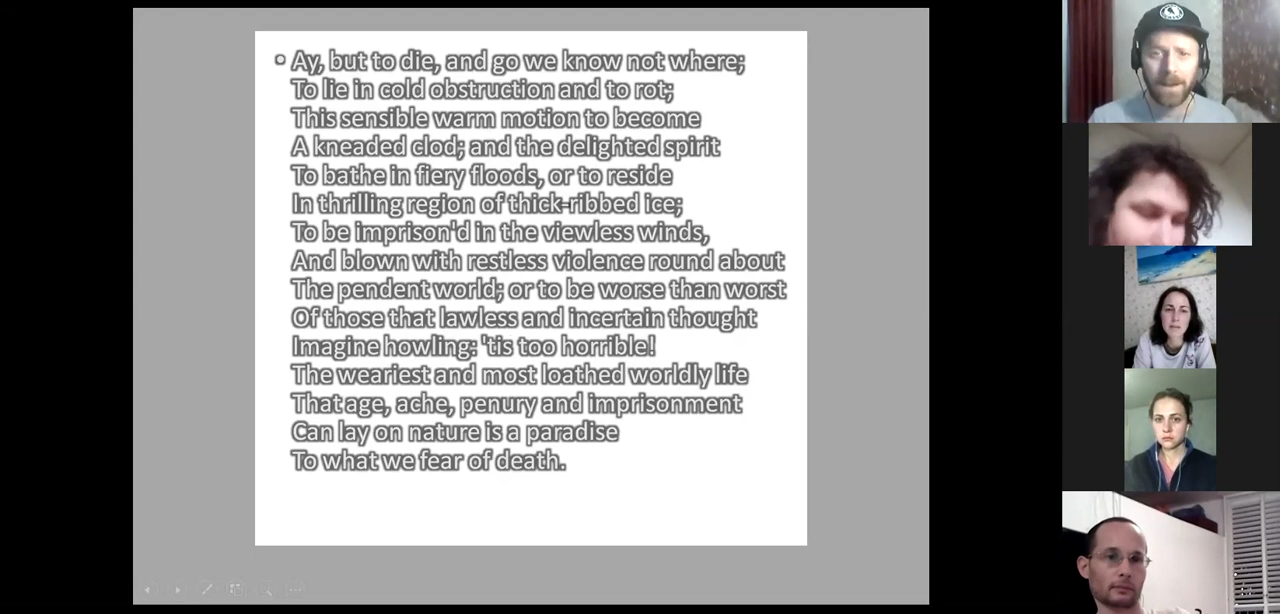 • Ay, but to die, and go we know not where;
To lie in cold obstruction and to rot;
This sensible warm motion to become
A kneaded clod; and the delighted spirit
To bathe in fiery floods, or to reside
In thrilling region of thick-ribbed ice;
To be imprison'd in the viewless winds,
And blown with restless violence round about
The pendent world; or to be worse than worst
Of those that lawless and incertain thought
Imagine howling: 'tis too horrible!
The weariest and most loathed worldly life
That age, ache, penury and imprisonment
Can lay on nature is a paradise
To what we fear of death.